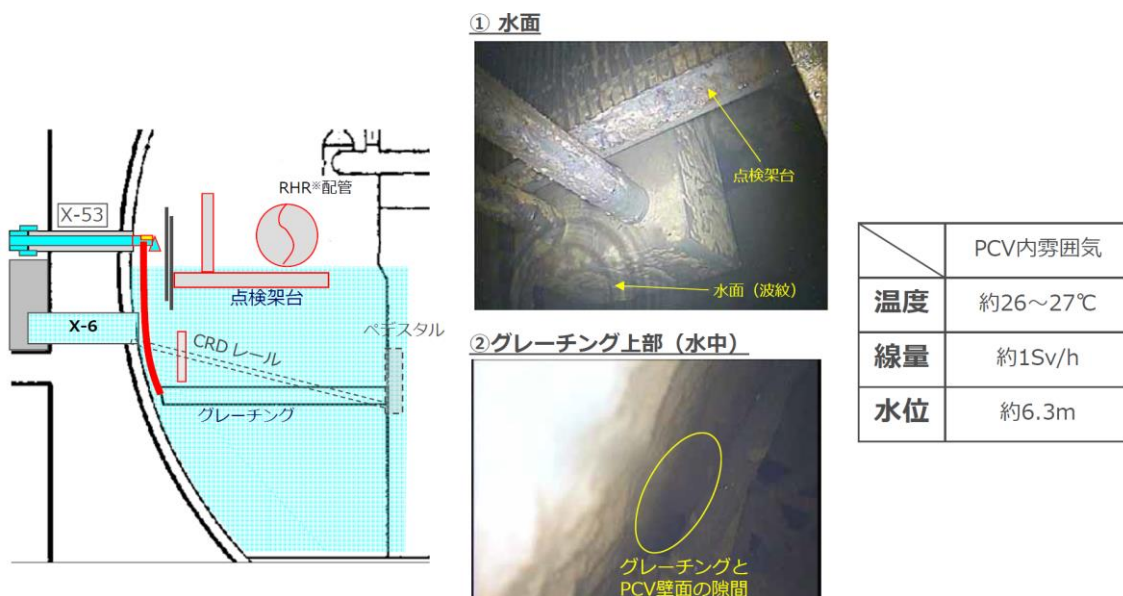 ① 水面
点検架台
水面（波紋）
RHR※配管
X-53
点検架台
X-6
CRD レール
ペデスタル
グレーチング
②グレーチング上部（水中）
グレーチングと
PCV壁面の隙間
PCV内雰囲気
温度 約26～27℃
線量 約1Sv/h
水位 約6.3m